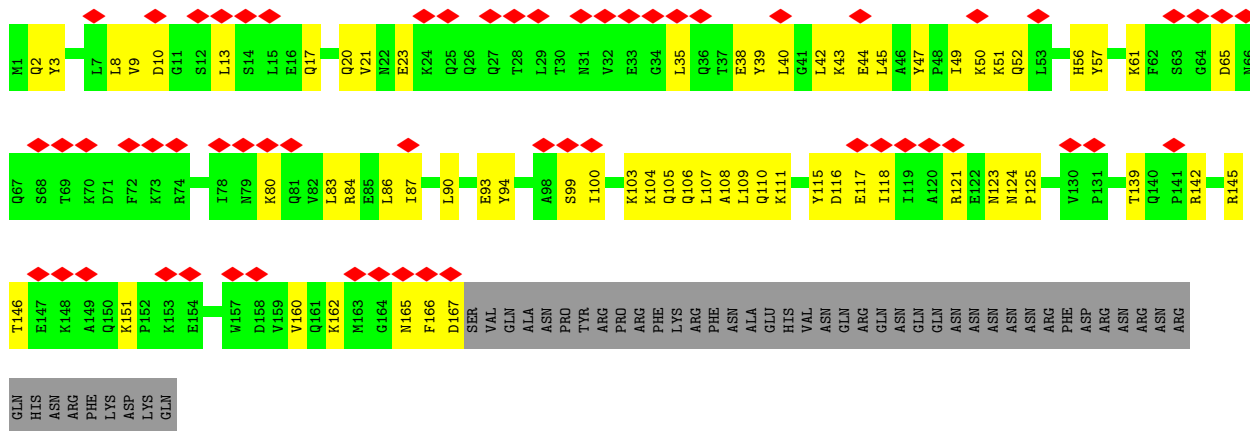 M1 Q2 Y3 L7 L8 V9 D10 G11 S12 L13 S14 L15 E16 Q17 Q20 V21 N22 E23 K24 Q25 Q26 Q27 T28 L29 T30 N31 V32 E33 G34 L35 Q36 T37 E38 Y39 L40 G41 L42 K43 E44 L45 A46 Y47 P48 I49 K50 K51 Q52 L53 H56 Y57 K61 F62 S63 G64 D65 N66
Q67 S68 T69 K70 D71 F72 K73 R74 I78 N79 K80 Q81 V82 L83 R84 E85 L86 I87 L90 E93 Y94 A98 S99 I100 K103 K104 Q105 Q106 L107 A108 L109 Q110 K111 Y115 D116 E117 I118 I119 A120 R121 E122 N123 N124 P125 V130 P131 T139 Q140 P141 R142 R145
T146 E147 K148 A149 Q150 K151 P152 K153 E154 W157 D158 V159 V160 Q161 K162 M163 G164 N165 F166 D167 SER VAL GLN ALA ASN PRO TYR ARG PRO ARG PHE LYS ARG PHE ASN ALA GLU HIS VAL ASN GLN ARG GLN ASN GLN GLN ASN ASN ASN ASN ASN ARG PHE ASP ARG ASN ARG ASN ARG
GLN HIS ASN ARG PHE LYS ASP LYS GLN